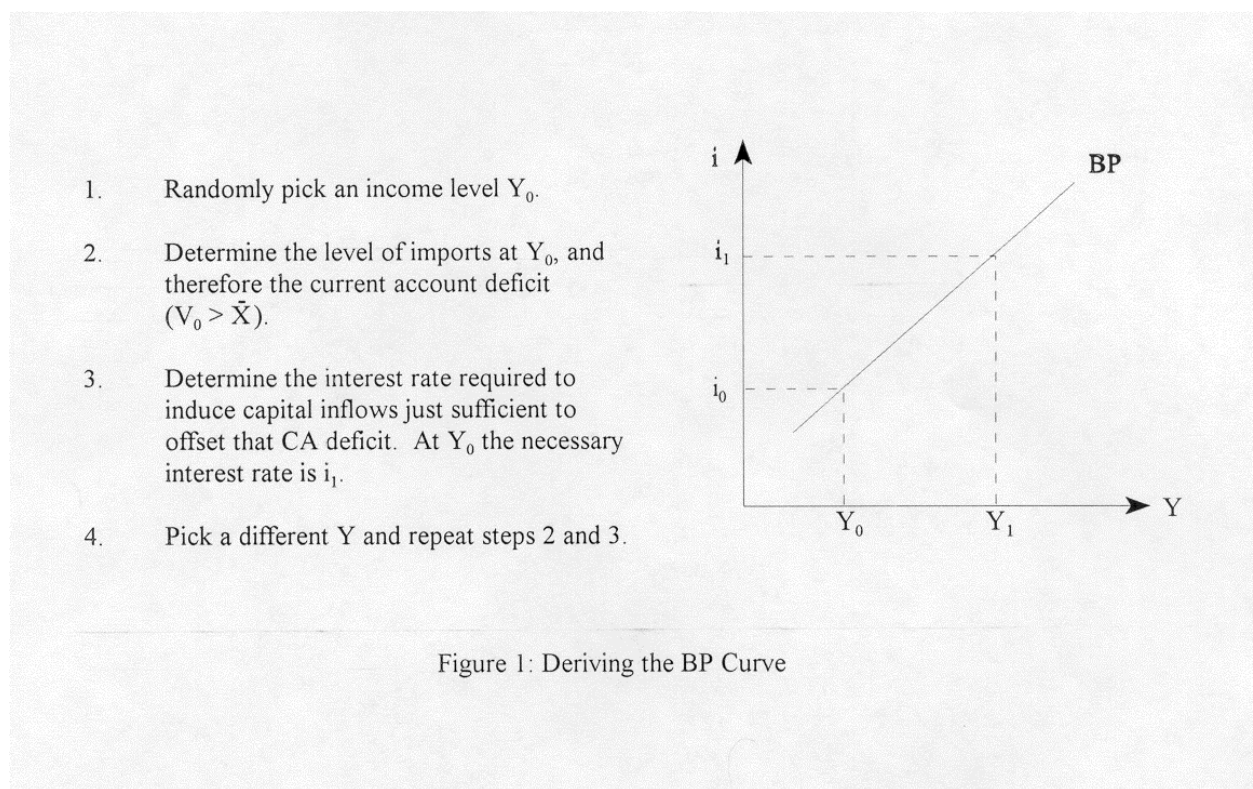 1. Randomly pick an income level Y₀.
2. Determine the level of imports at Y₀, and
therefore the current account deficit
(V₀ > X̄).
3. Determine the interest rate required to
induce capital inflows just sufficient to
offset that CA deficit. At Y₀ the necessary
interest rate is i₁.
4. Pick a different Y and repeat steps 2 and 3.
i
BP
i₁
i₀
Y₀
Y₁
Y
Figure 1: Deriving the BP Curve